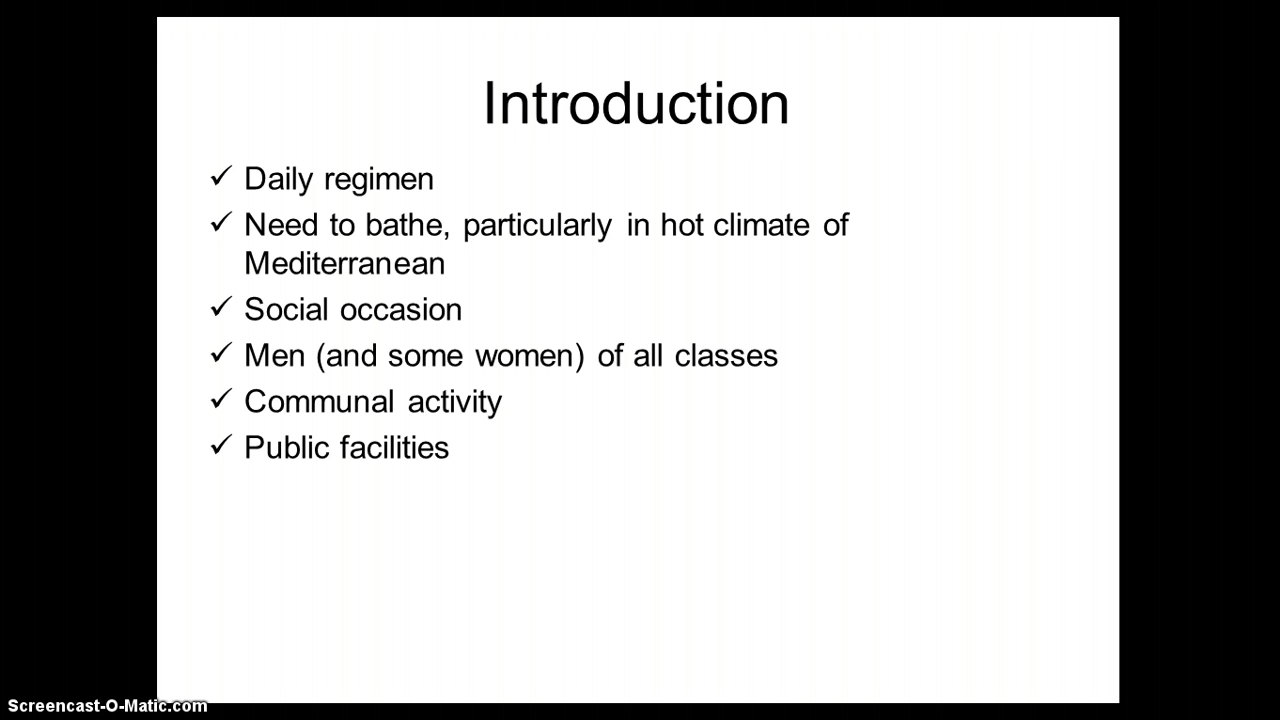 Introduction
✓ Daily regimen
✓ Need to bathe, particularly in hot climate of
Mediterranean
✓ Social occasion
✓ Men (and some women) of all classes
✓ Communal activity
✓ Public facilities
Screencast-O-Matic.com